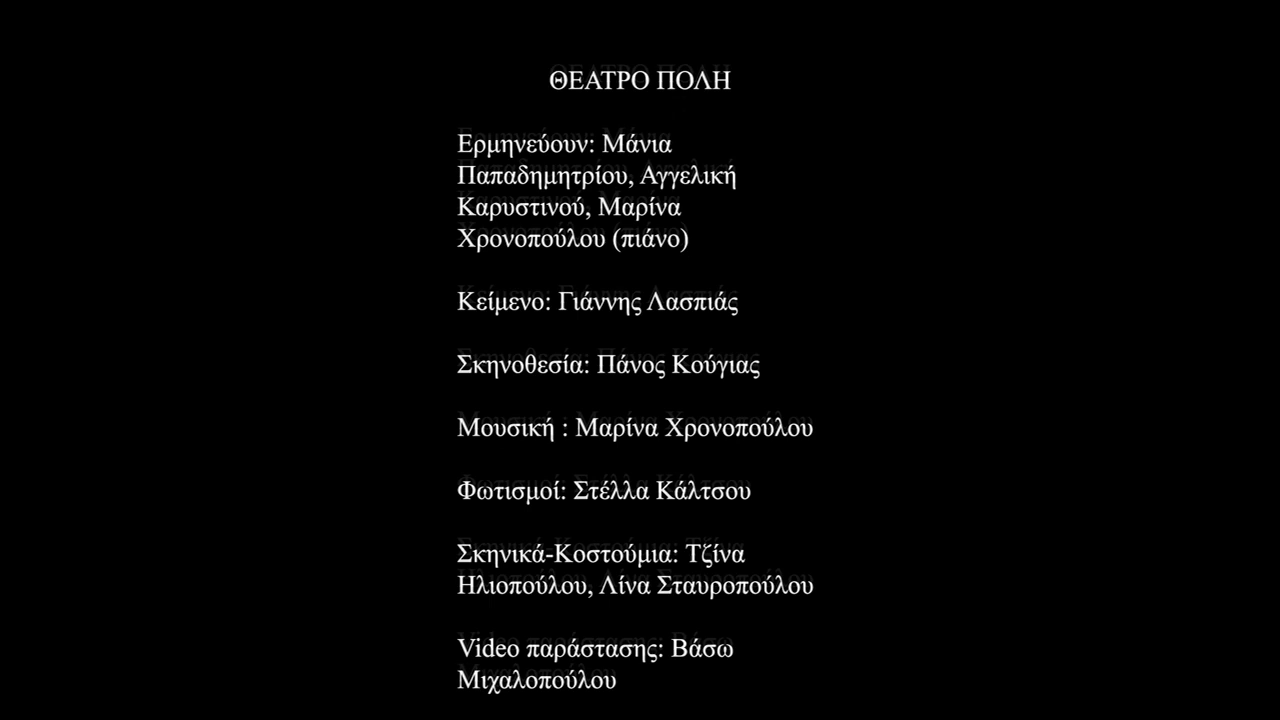 ΘΕΑΤΡΟ ΠΟΛΗ
Ερμηνεύουν: Μάνια
Παπαδημητρίου, Αγγελική
Καρυστινού, Μαρίνα
Χρονοπούλου (πιάνο)
Κείμενο: Γιάννης Λασπιάς
Σκηνοθεσία: Πάνος Κούγιας
Μουσική : Μαρίνα Χρονοπούλου
Φωτισμοί: Στέλλα Κάλτσου
Σκηνικά-Κοστούμια: Τζίνα
Ηλιοπούλου, Λίνα Σταυροπούλου
Video παράστασης: Βάσω
Μιχαλοπούλου